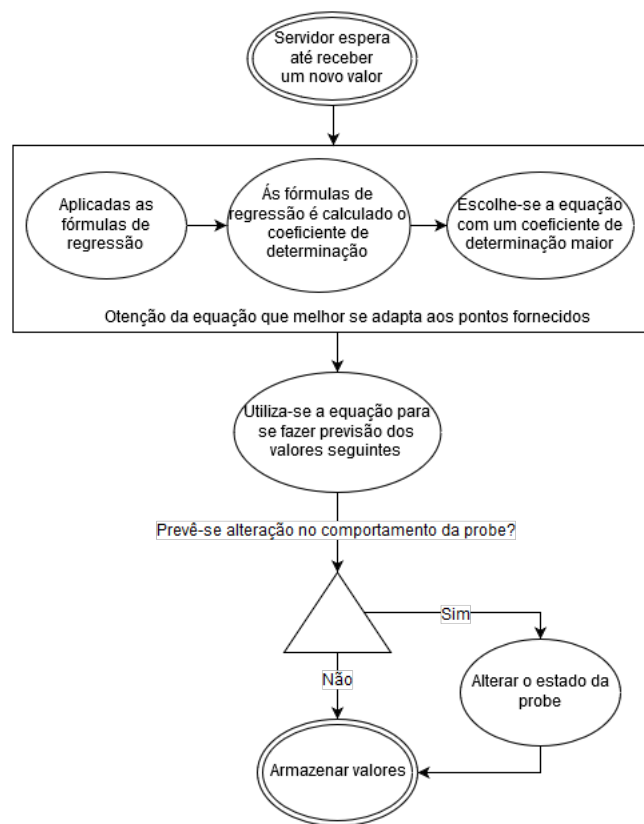 Servidor espera
até receber
um novo valor
Aplicadas as
fórmulas de
regressão
Ás fórmulas de
regressão é calculado o
coeficiente de
determinação
Escolhe-se a equação
com um coeficiente de
determinação maior
Otenção da equação que melhor se adapta aos pontos fornecidos
Utiliza-se a equação para
se fazer previsão dos
valores seguintes
Prevê-se alteração no comportamento da probe?
Sim
Não
Alterar o estado da
probe
Armazenar valores